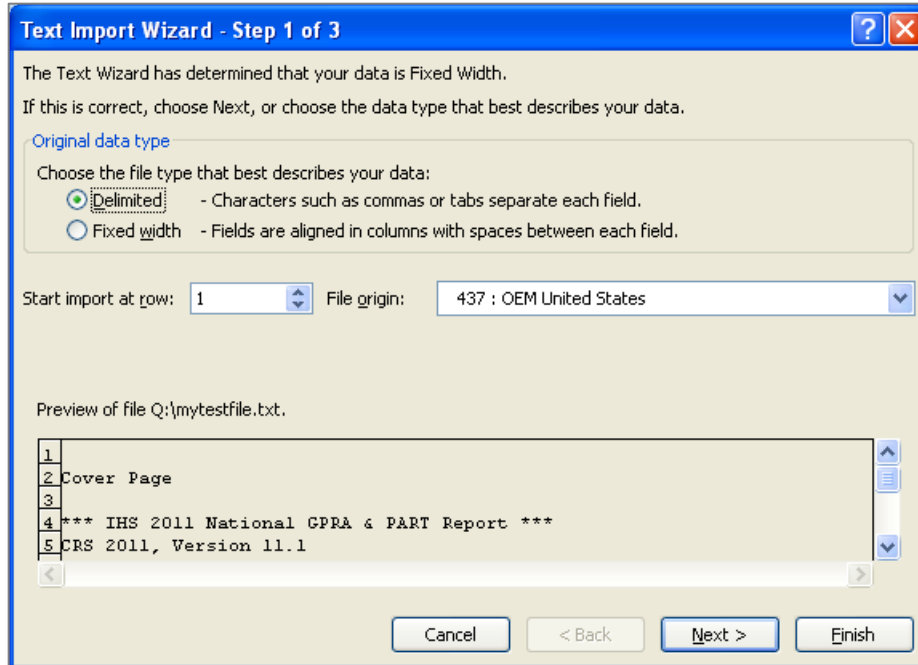 Text Import Wizard - Step 1 of 3
The Text Wizard has determined that your data is Fixed Width.
If this is correct, choose Next, or choose the data type that best describes your data.
Original data type
Choose the file type that best describes your data:
Delimited - Characters such as commas or tabs separate each field.
Fixed width - Fields are aligned in columns with spaces between each field.
Start import at row: 1 File origin: 437 : OEM United States
Preview of file Q:\mytestfile.txt.
1
2 Cover Page
3
4 *** IHS 2011 National GPRA & PART Report ***
5 CRS 2011, Version 11.1
Cancel < Back Next > Finish